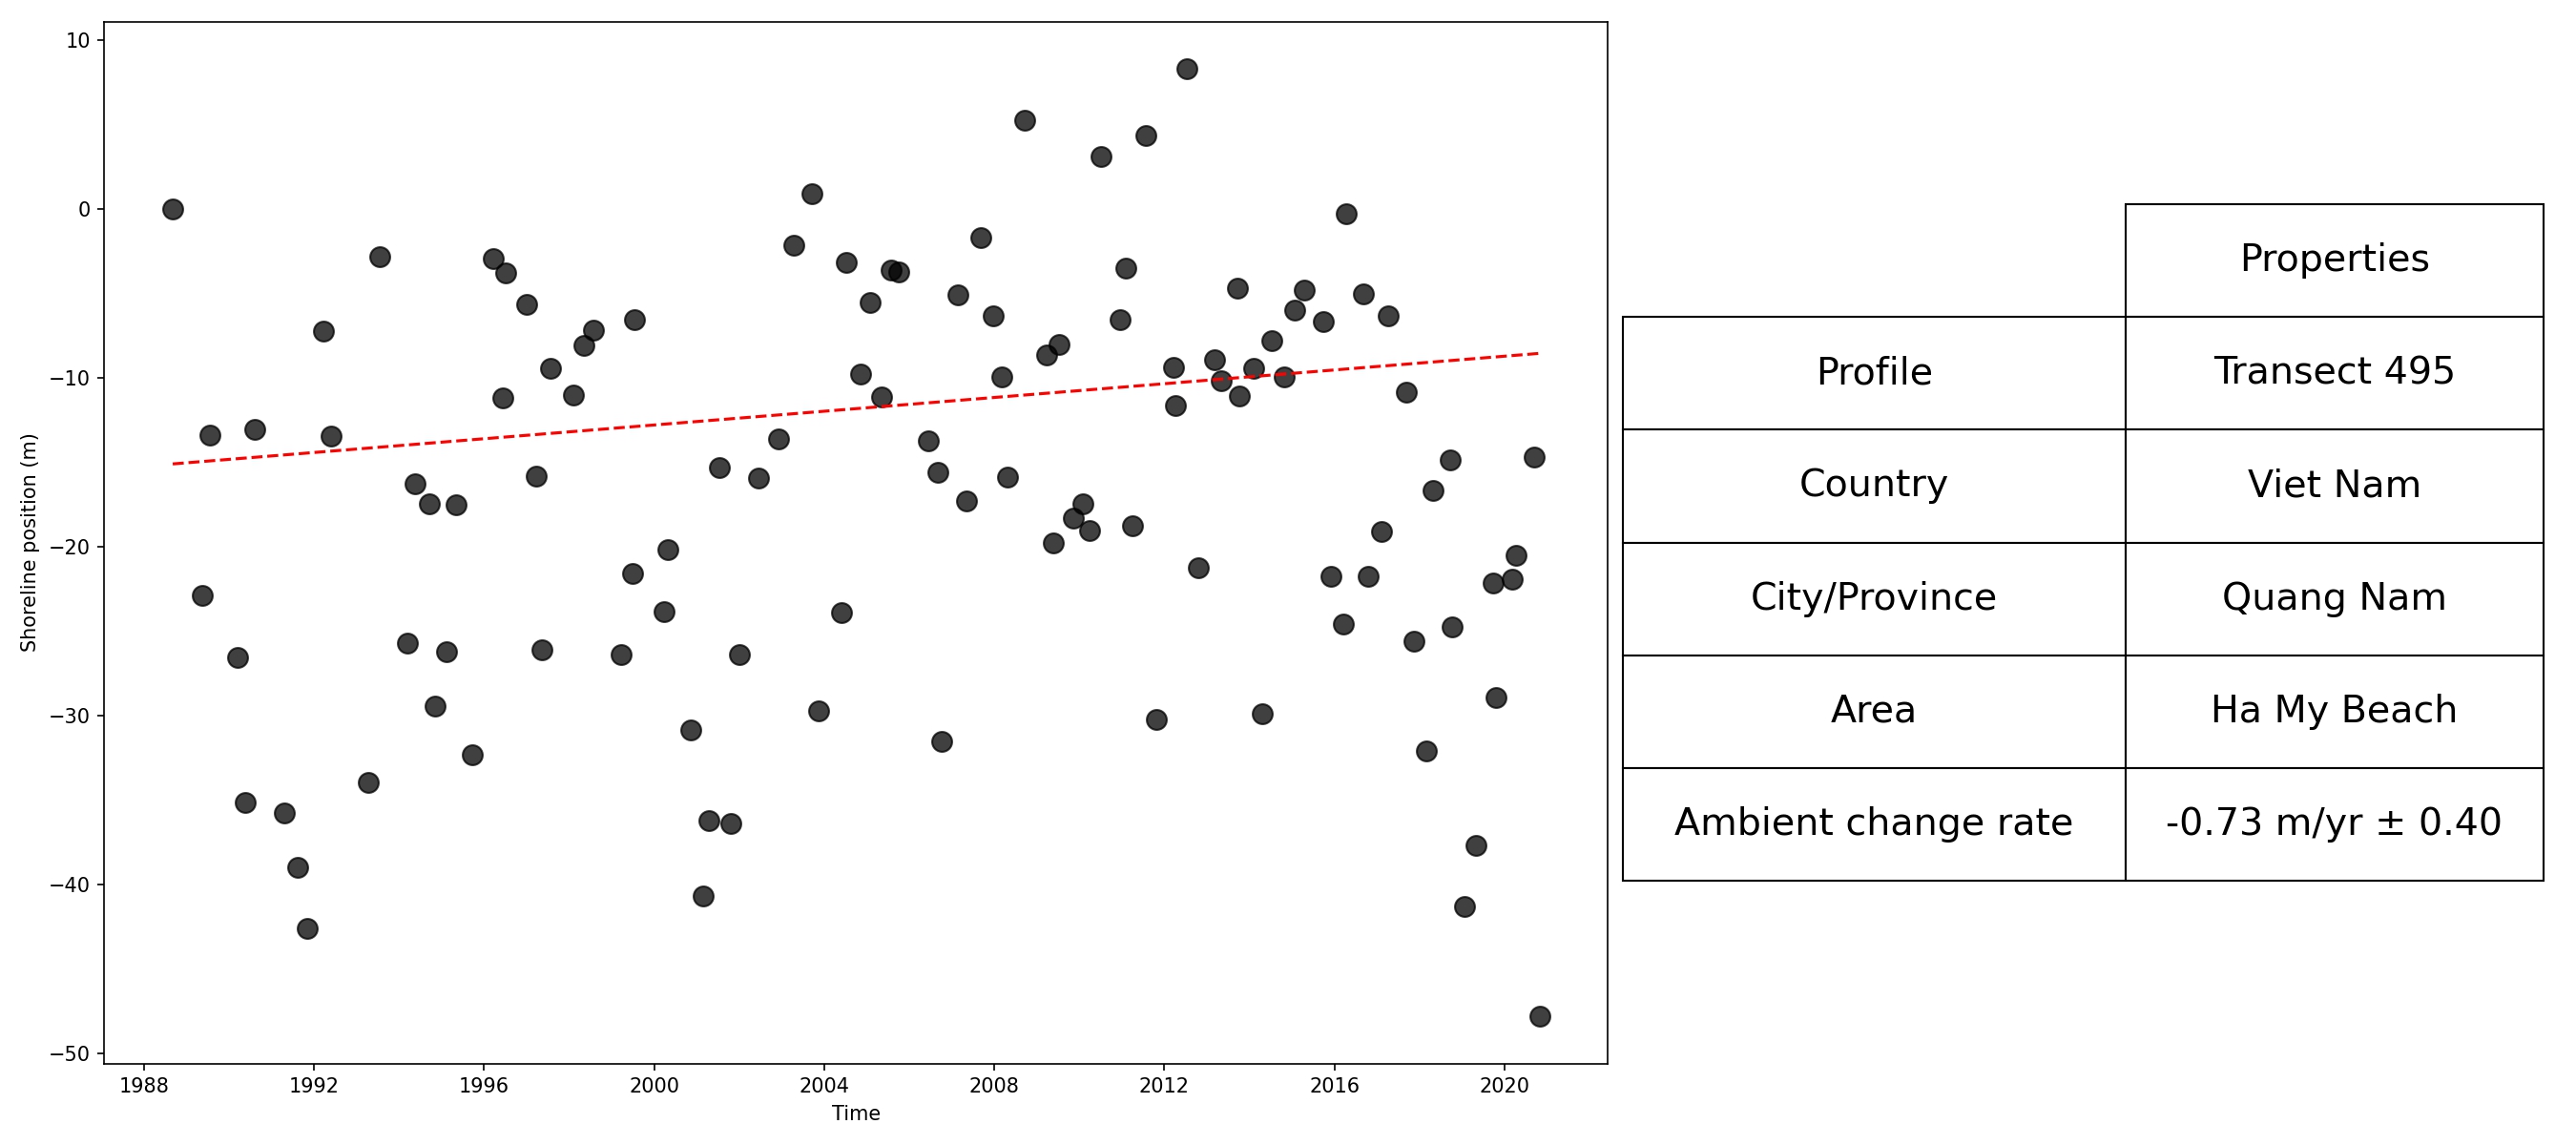 10
0
−10
−20
−30
−40
−50
Shoreline position (m)
1988 1992 1996 2000 2004 2008 2012 2016 2020
Time
Properties
Profile Transect 495
Country Viet Nam
City/Province Quang Nam
Area Ha My Beach
Ambient change rate -0.73 m/yr ± 0.40